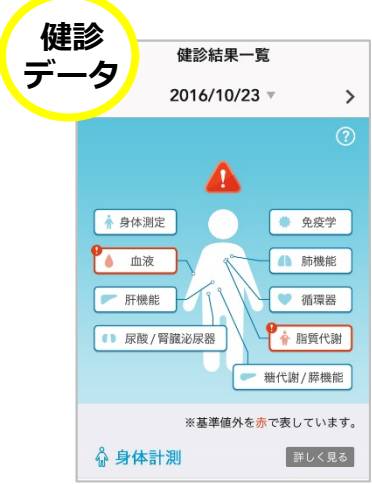 健診
データ
健診結果一覧
2016/10/23 ▼
?
!
身体測定
免疫学
!
血液
肺機能
肝機能
循環器
尿酸/腎臓泌尿器
!
脂質代謝
糖代謝/膵機能
※基準値外を赤で表しています。
身体計測
詳しく見る